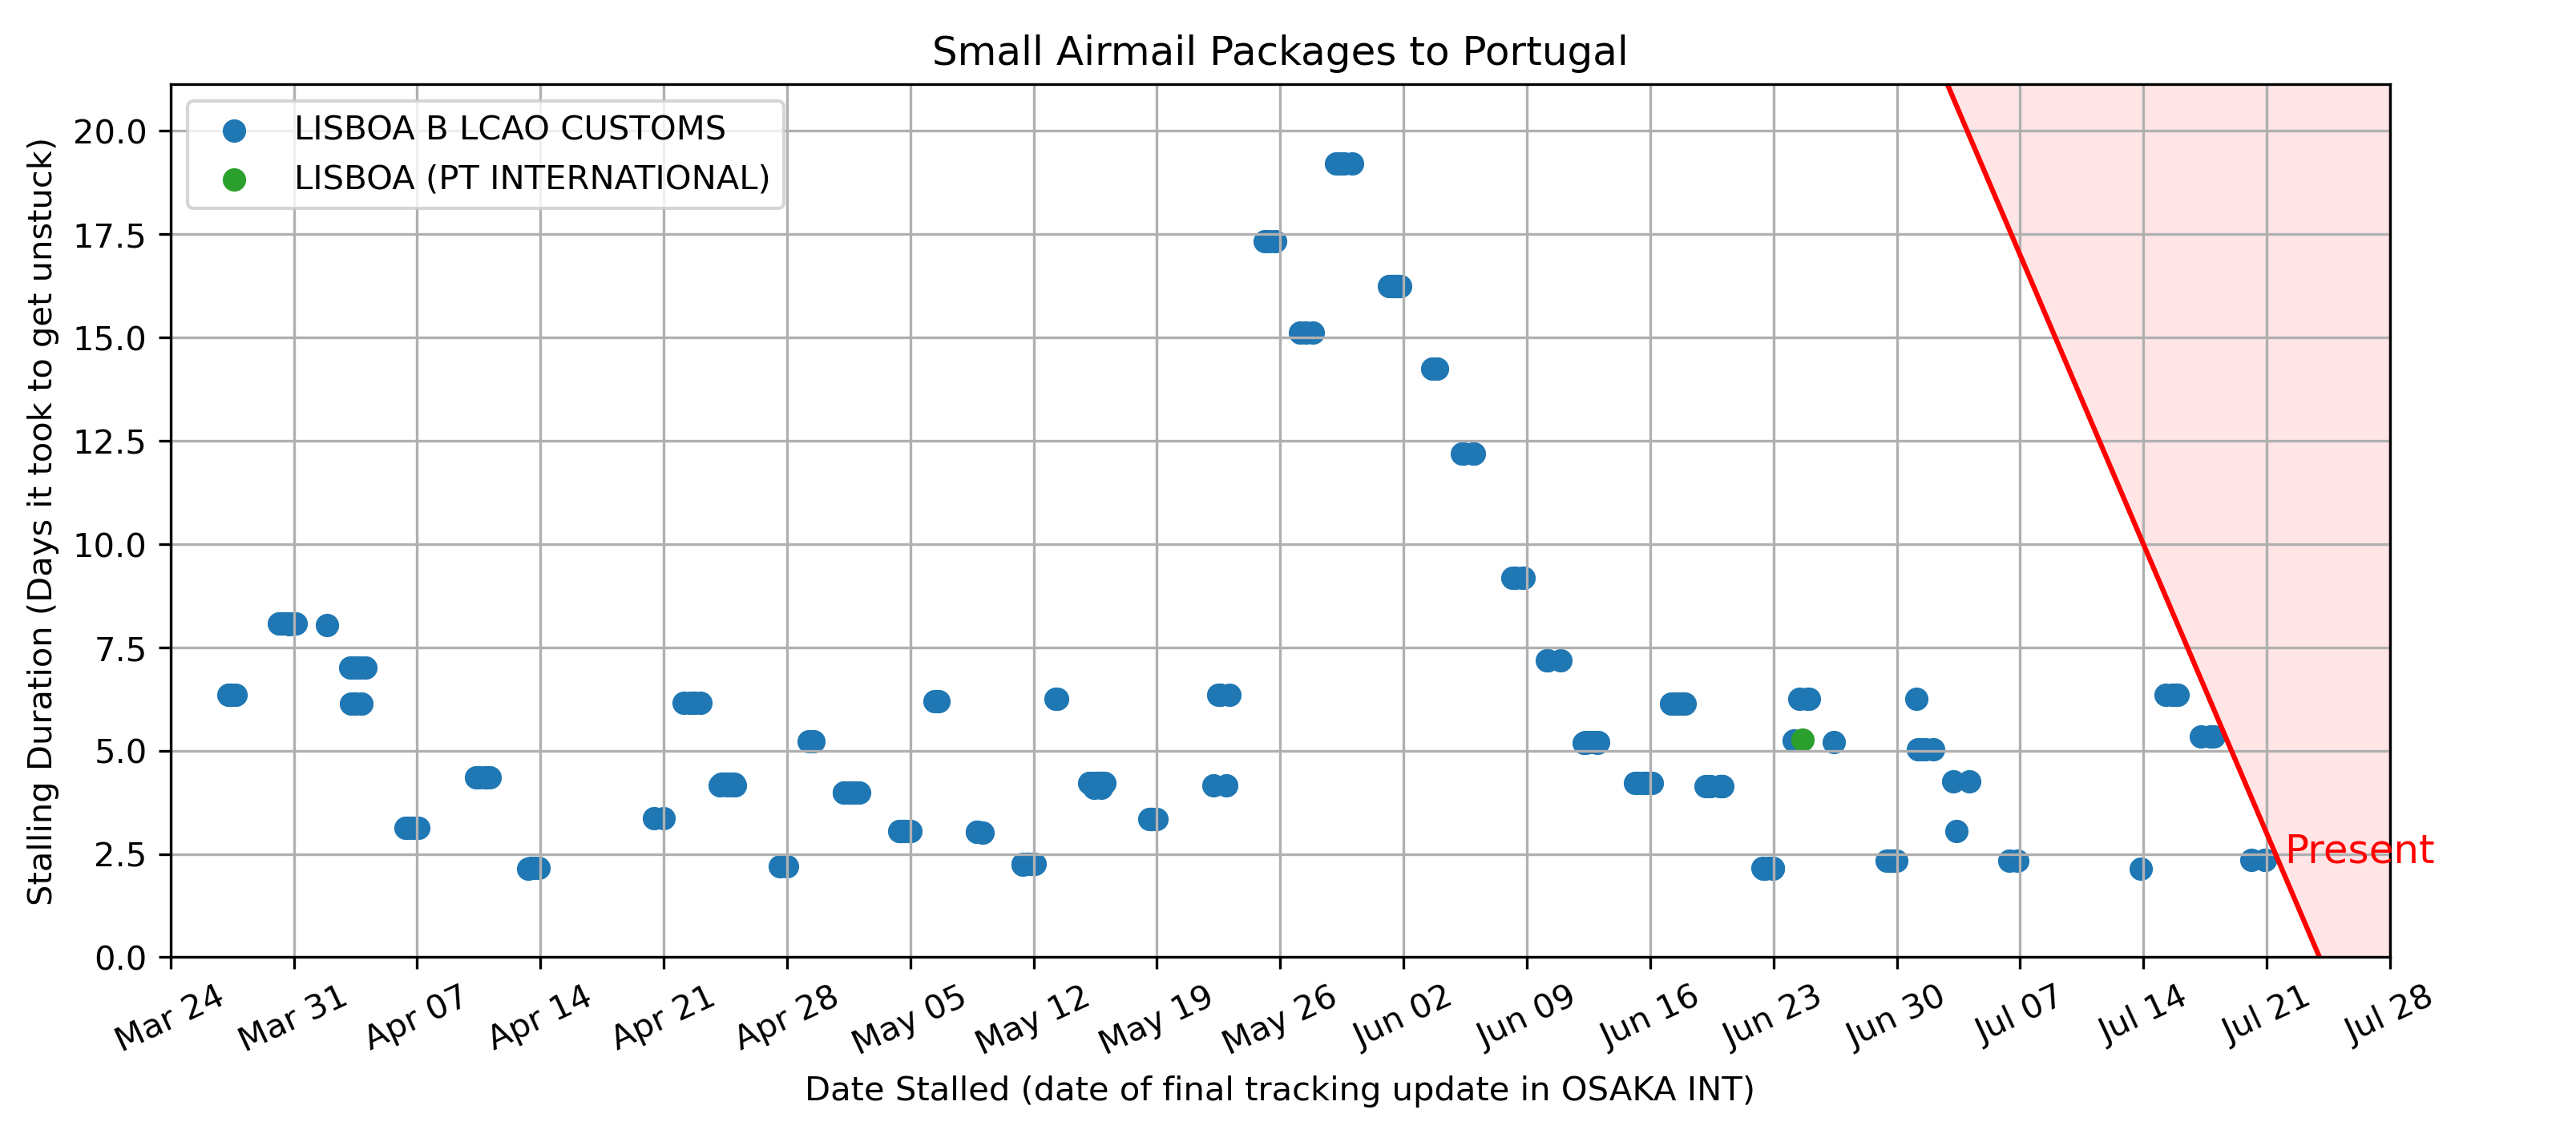 Small Airmail Packages to Portugal
LISBOA B LCAO CUSTOMS
LISBOA (PT INTERNATIONAL)
Stalling Duration (Days it took to get unstuck)
20.0
17.5
15.0
12.5
10.0
7.5
5.0
2.5
0.0
Present
Mar 24
Mar 31
Apr 07
Apr 14
Apr 21
Apr 28
May 05
May 12
May 19
May 26
Jun 02
Jun 09
Jun 16
Jun 23
Jun 30
Jul 07
Jul 14
Jul 21
Jul 28
Date Stalled (date of final tracking update in OSAKA INT)